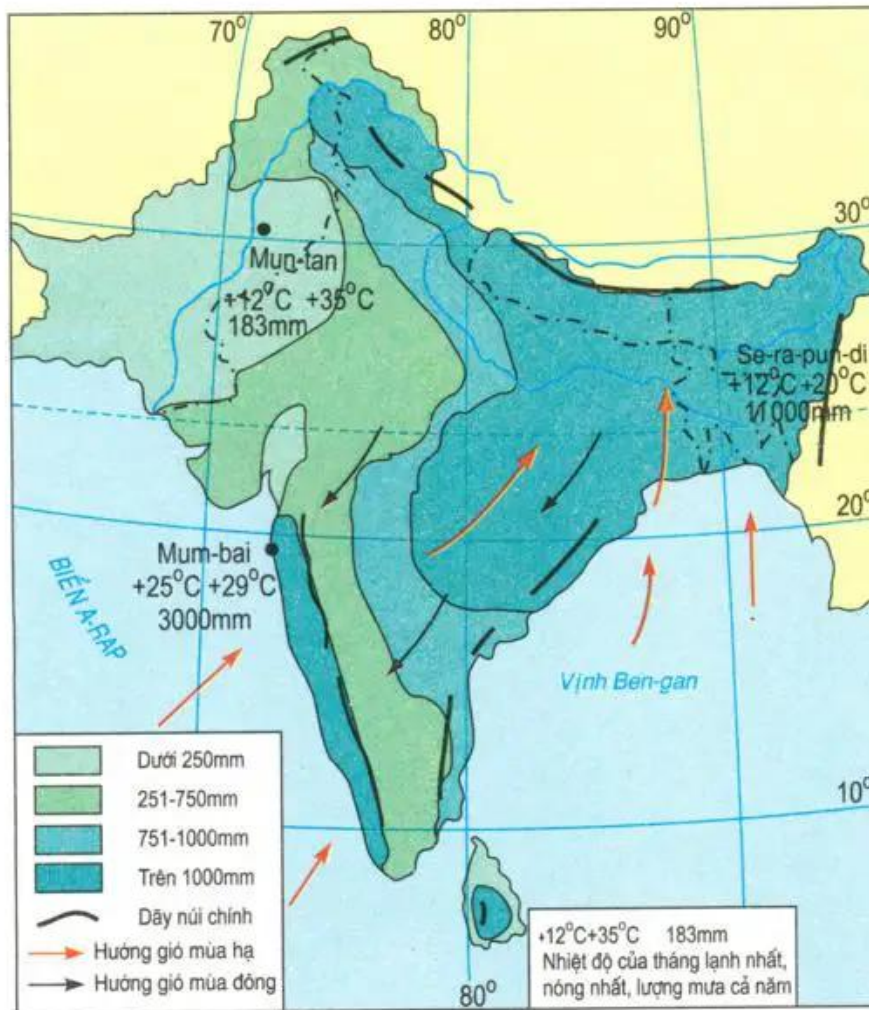 70°
80°
90°
30°
Mun-tan
+12°C +35°C
183mm
Se-ra-pun-di
+12°C+20°C
11000mm
20°
Mum-bai
+25°C +29°C
3000mm
BIỂN A-RAP
Vịnh Ben-gan
10°
Dưới 250mm
251-750mm
751-1000mm
Trên 1000mm
Dãy núi chính
Hướng gió mùa hạ
Hướng gió mùa đông
+12°C+35°C 183mm
Nhiệt độ của tháng lạnh nhất,
nóng nhất, lượng mưa cả năm
80°